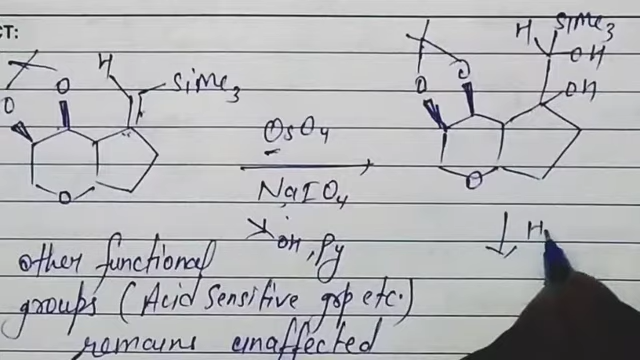 CT:
H
SiMe3
O
O
O
OsO4
NaIO4
OH, Py
H
SiMe3
OH
OH
O
O
O
H
other functional
groups (Acid sensitive grp etc.)
remains unaffected